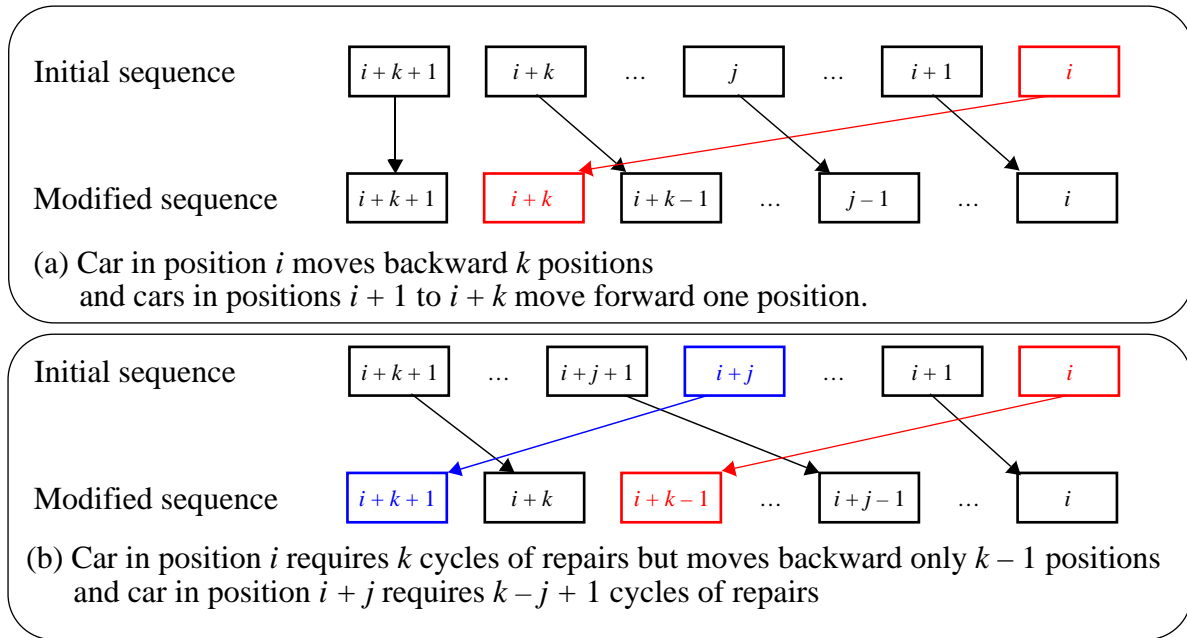 Initial sequence i + k + 1 i + k ... j ... i + 1 i
Modified sequence i + k + 1 i + k i + k – 1 ... j – 1 ... i
(a) Car in position i moves backward k positions
and cars in positions i + 1 to i + k move forward one position.
Initial sequence i + k + 1 ... i + j + 1 i + j ... i + 1 i
Modified sequence i + k + 1 i + k i + k – 1 ... i + j – 1 ... i
(b) Car in position i requires k cycles of repairs but moves backward only k – 1 positions
and car in position i + j requires k – j + 1 cycles of repairs